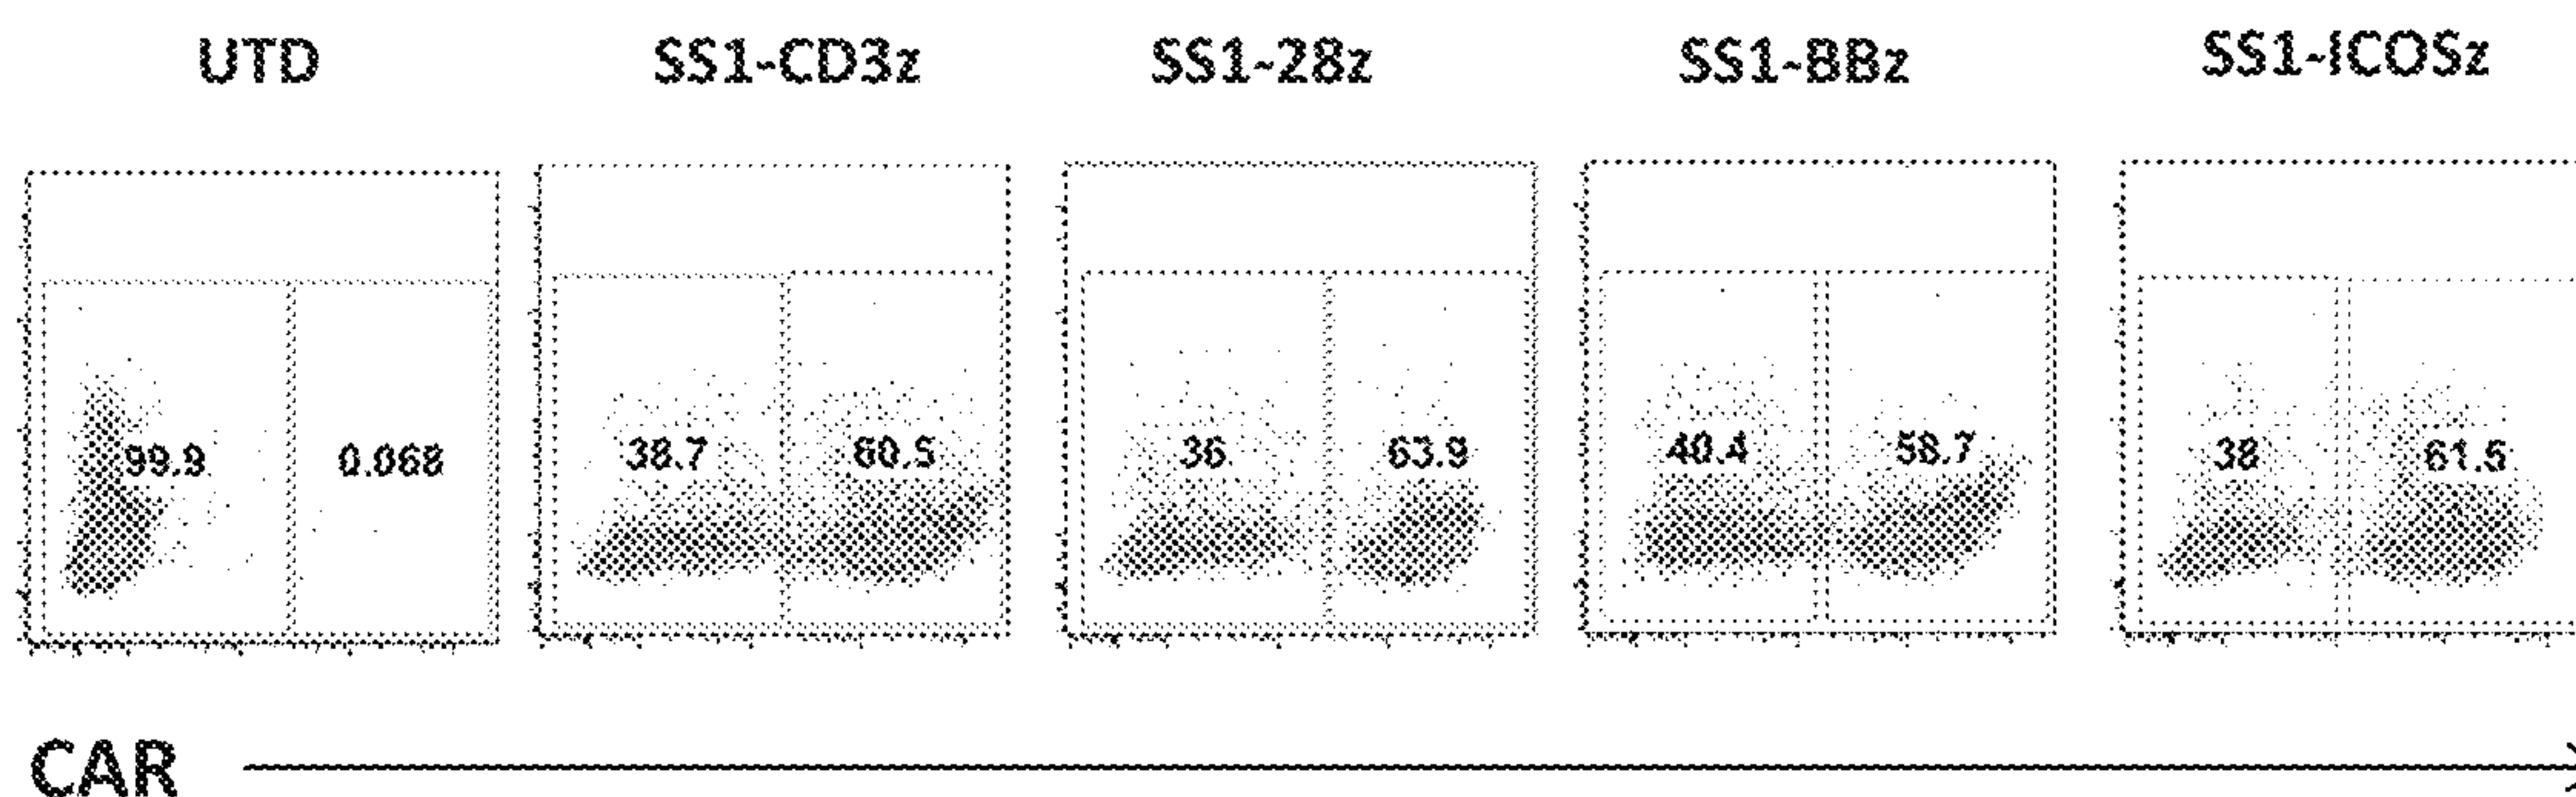 UTD SS1-CD3z SS1-28z SS1-BBz SS1-ICOSz
99.9 0.068 38.7 60.5 36 63.9 40.4 58.7 38 61.5
CAR